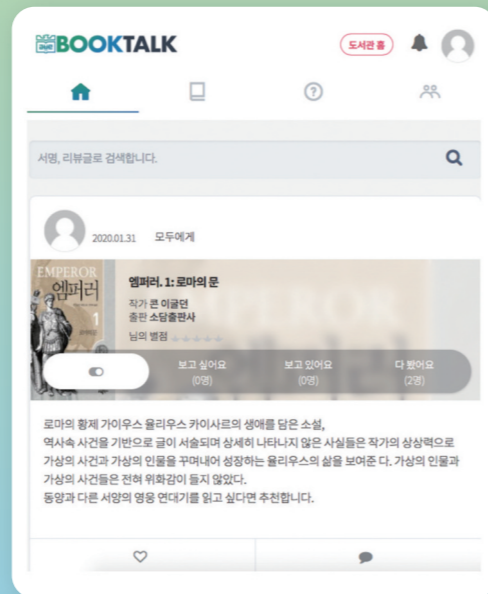 BOOKTALK
도서관 홈
서명, 리뷰글로 검색합니다.
2020.01.31 모두에게
EMPEROR
엠퍼러
1
엠퍼러. 1: 로마의 문
작가 콘 이굴던
출판 소담출판사
님의 별점
보고 싶어요 보고 있어요 다 봤어요
(0명) (0명) (2명)
로마의 황제 가이우스 율리우스 카이사르의 생애를 담은 소설,
역사속 사건을 기반으로 글이 서술되며 상세히 나타나지 않은 사실들은 작가의 상상력으로
가상의 사건과 가상의 인물을 꾸며내어 성장하는 율리우스의 삶을 보여준 다. 가상의 인물과
가상의 사건들은 전혀 위화감이 들지 않았다.
동양과 다른 서양의 영웅 연대기를 읽고 싶다면 추천합니다.